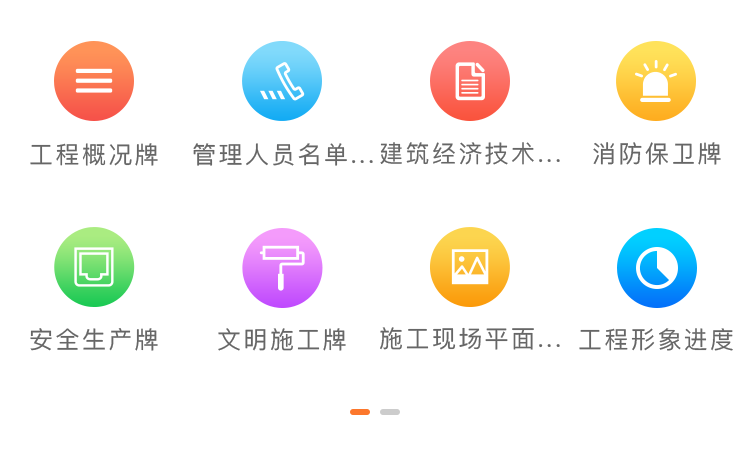 工程概况牌
管理人员名单...
建筑经济技术...
消防保卫牌
安全生产牌
文明施工牌
施工现场平面...
工程形象进度